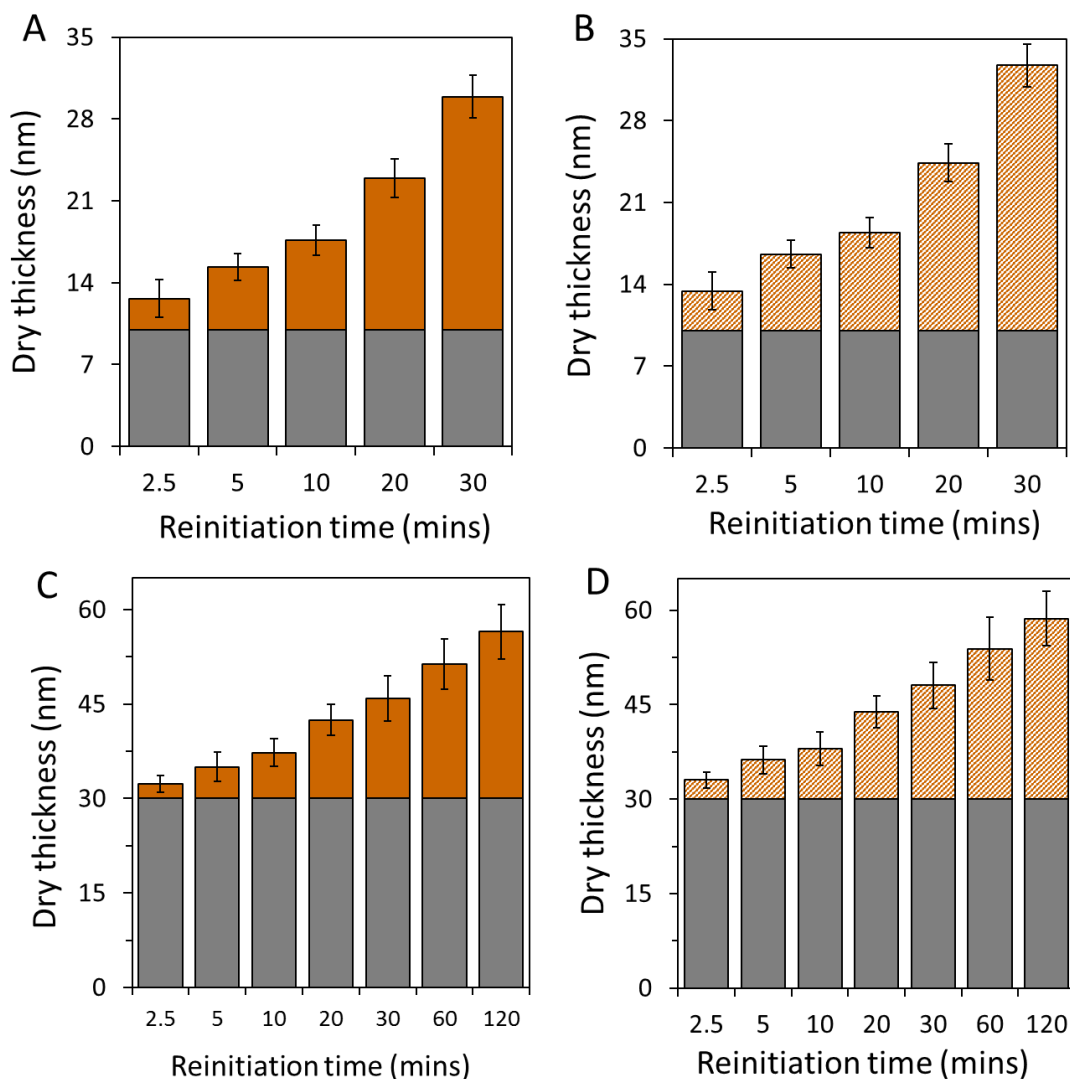 A
Dry thickness (nm)
35
28
21
14
7
0
2.5 5 10 20 30
Reinitiation time (mins)
B
Dry thickness (nm)
35
28
21
14
7
0
2.5 5 10 20 30
Reinitiation time (mins)
C
Dry thickness (nm)
60
45
30
15
0
2.5 5 10 20 30 60 120
Reinitiation time (mins)
D
Dry thickness (nm)
60
45
30
15
0
2.5 5 10 20 30 60 120
Reinitiation time (mins)